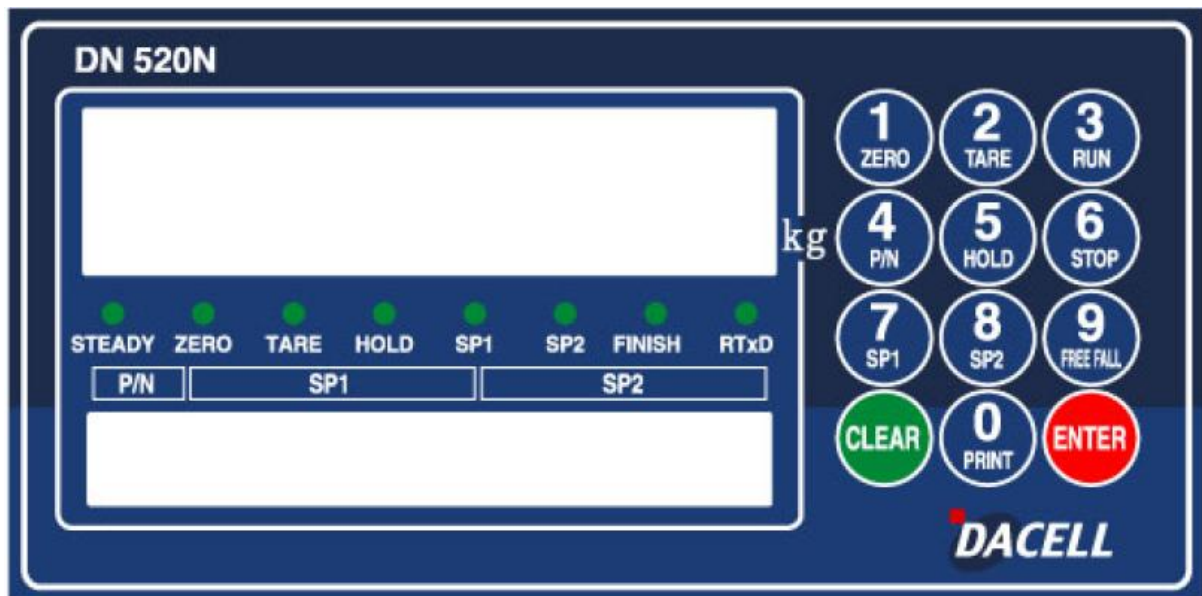 DN 520N
kg
STEADY ZERO TARE HOLD SP1 SP2 FINISH RTxD
P/N SP1 SP2
1 2 3
ZERO TARE RUN
4 5 6
P/N HOLD STOP
7 8 9
SP1 SP2 FREE FALL
CLEAR 0 ENTER
PRINT
DACELL